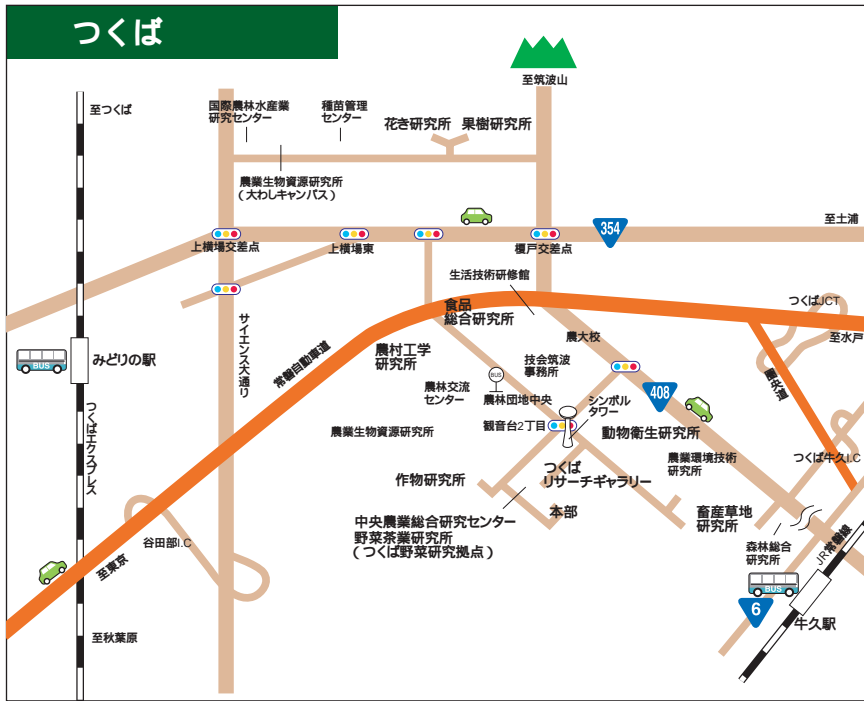 つくば
至筑波山
至つくば
国際農林水産業
研究センター
種苗管理
センター
花き研究所
果樹研究所
農業生物資源研究所
(大わしキャンパス)
354
至土浦
上横場交差点
上横場東
榎戸交差点
生活技術研修館
つくばJCT
至水戸
食品
総合研究所
農大校
サイエンス大通り
常磐自動車道
農村工学
研究所
技会筑波
事務所
圏央道
BUS
みどりの駅
BUS
農林交流
センター
農林団地中央
シンボル
タワー
408
つくばエクスプレス
農業生物資源研究所
観音台2丁目
動物衛生研究所
農業環境技術
研究所
つくば牛久I.C
作物研究所
つくば
リサーチギャラリー
本部
畜産草地
研究所
中央農業総合研究センター
野菜茶業研究所
(つくば野菜研究拠点)
谷田部I.C
至東京
森林総合
研究所
JR常磐線
BUS
6
牛久駅
至秋葉原